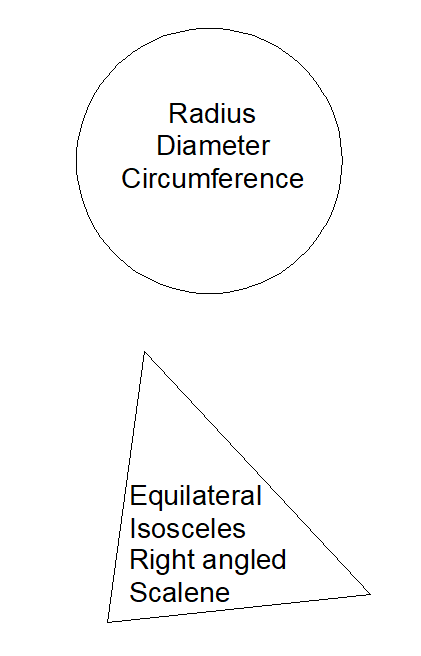 Radius
Diameter
Circumference
Equilateral
Isosceles
Right angled
Scalene